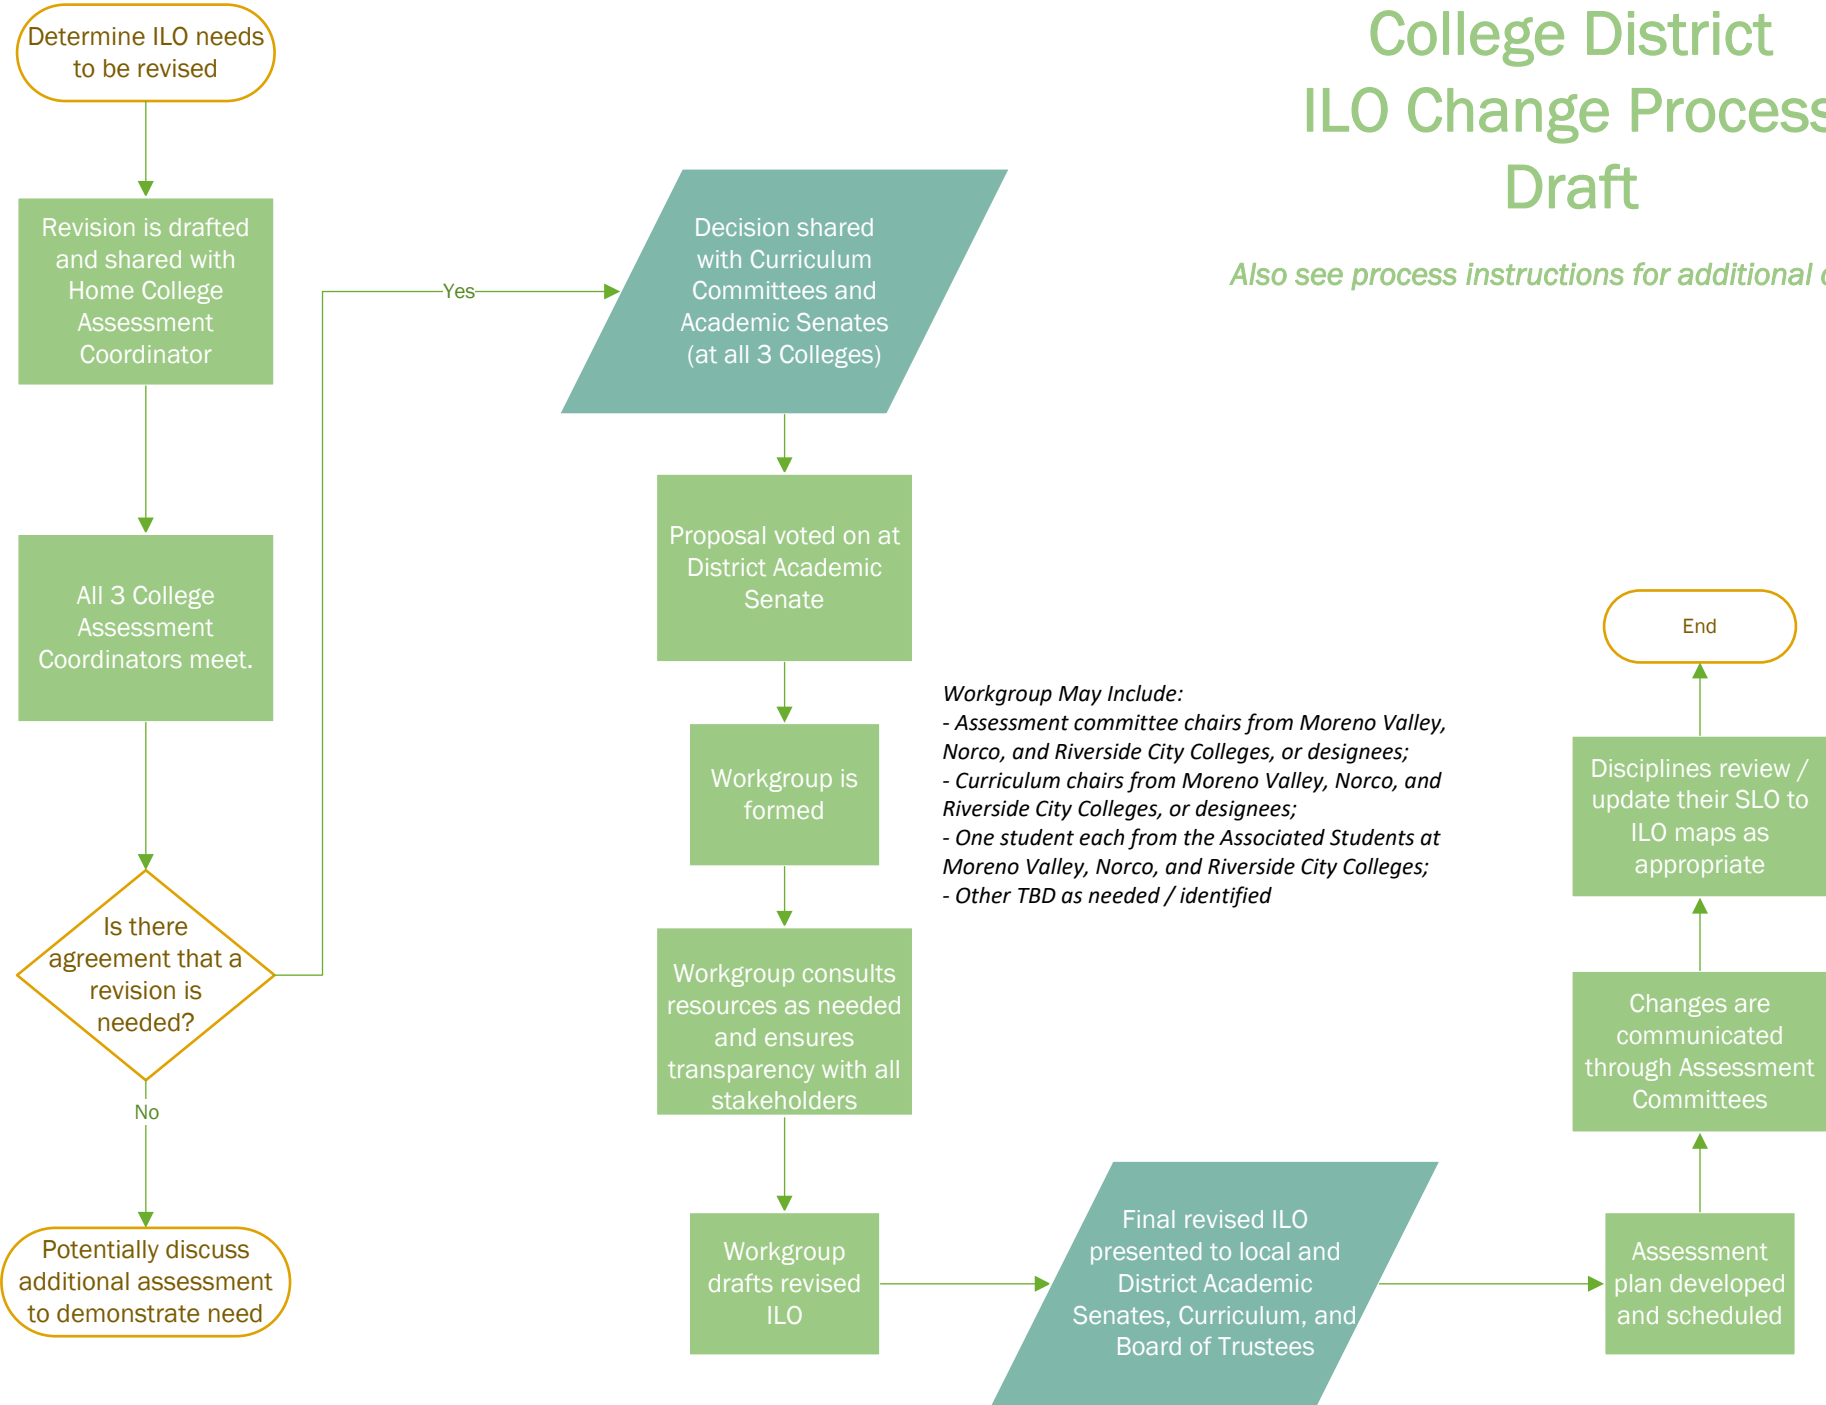 College District
ILO Change Process
Draft
Also see process instructions for additional
Determine ILO needs
to be revised
Revision is drafted
and shared with
Home College
Assessment
Coordinator
All 3 College
Assessment
Coordinators meet.
Is there
agreement that a
revision is
needed?
No
Potentially discuss
additional assessment
to demonstrate need
Yes
Decision shared
with Curriculum
Committees and
Academic Senates
(at all 3 Colleges)
Proposal voted on at
District Academic
Senate
Workgroup is
formed
Workgroup May Include:
- Assessment committee chairs from Moreno Valley,
Norco, and Riverside City Colleges, or designees;
- Curriculum chairs from Moreno Valley, Norco, and
Riverside City Colleges, or designees;
- One student each from the Associated Students at
Moreno Valley, Norco, and Riverside City Colleges;
- Other TBD as needed / identified
Workgroup consults
resources as needed
and ensures
transparency with all
stakeholders
Workgroup
drafts revised
ILO
Final revised ILO
presented to local and
District Academic
Senates, Curriculum, and
Board of Trustees
Assessment
plan developed
and scheduled
Changes are
communicated
through Assessment
Committees
Disciplines review /
update their SLO to
ILO maps as
appropriate
End